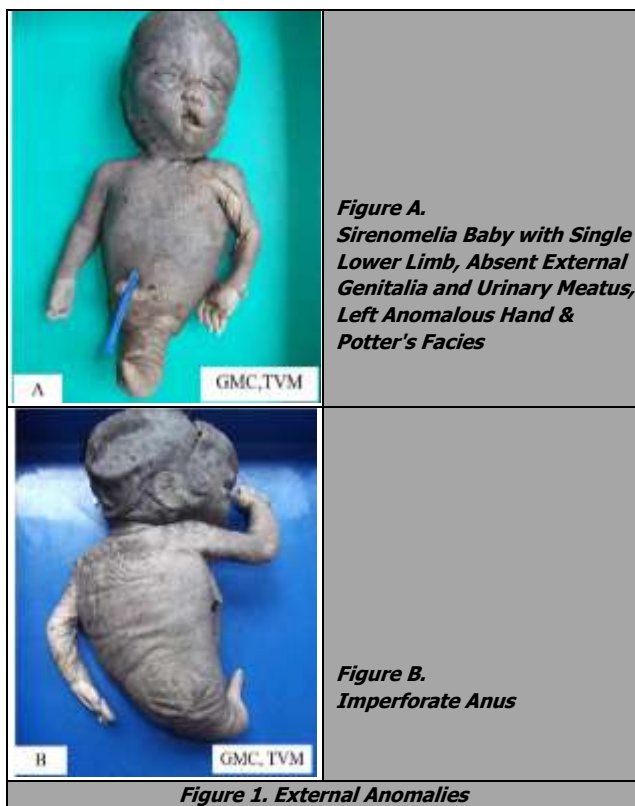 A
GMC,TVM
Figure A.
Sirenomelia Baby with Single
Lower Limb, Absent External
Genitalia and Urinary Meatus,
Left Anomalous Hand &
Potter's Facies
B
GMC, TVM
Figure B.
Imperforate Anus
Figure 1. External Anomalies